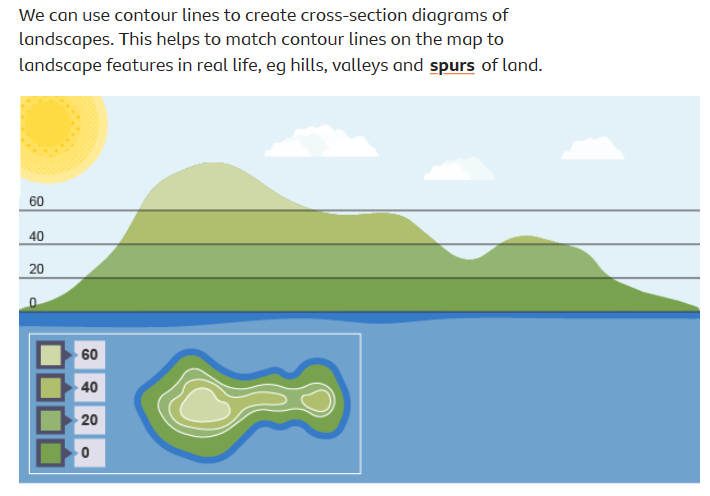 We can use contour lines to create cross-section diagrams of
landscapes. This helps to match contour lines on the map to
landscape features in real life, eg hills, valleys and spurs of land.
60
40
20
0
60
40
20
0